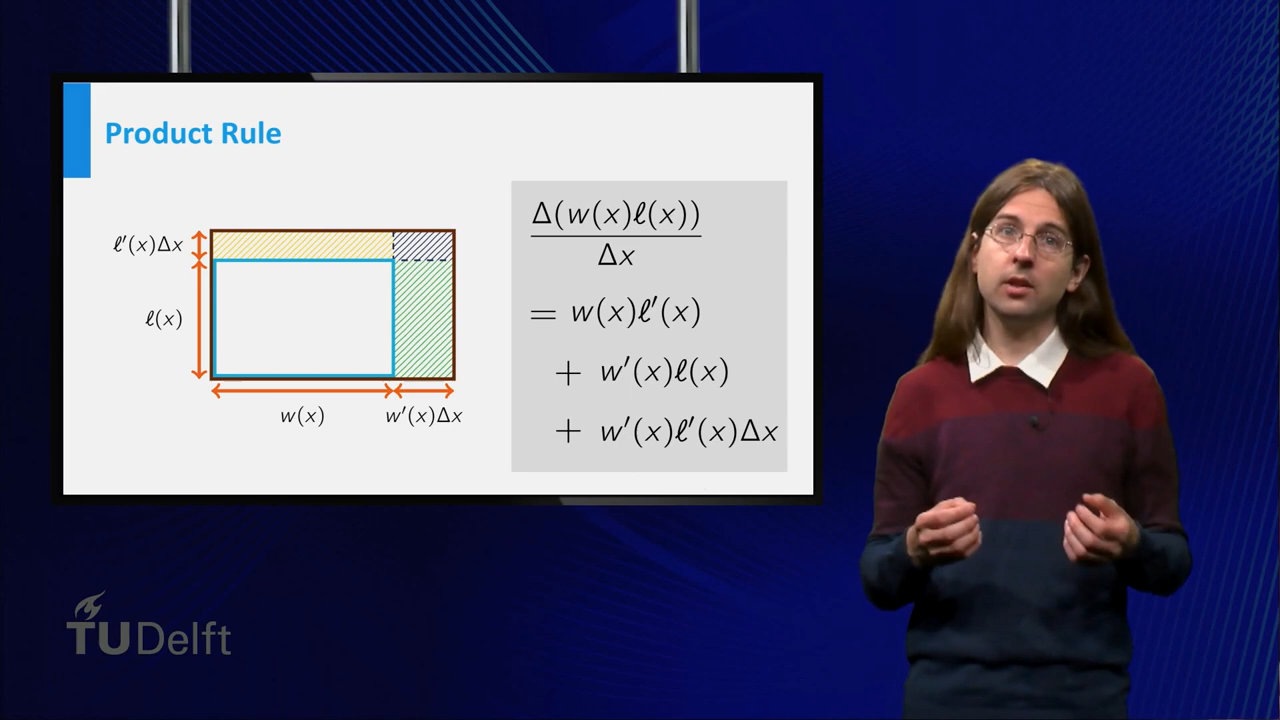 Product Rule
ℓ′(x)Δx
ℓ(x)
w(x)
w′(x)Δx
Δ(w(x)ℓ(x))
Δx
= w(x)ℓ′(x)
+ w′(x)ℓ(x)
+ w′(x)ℓ′(x)Δx
TUDelft